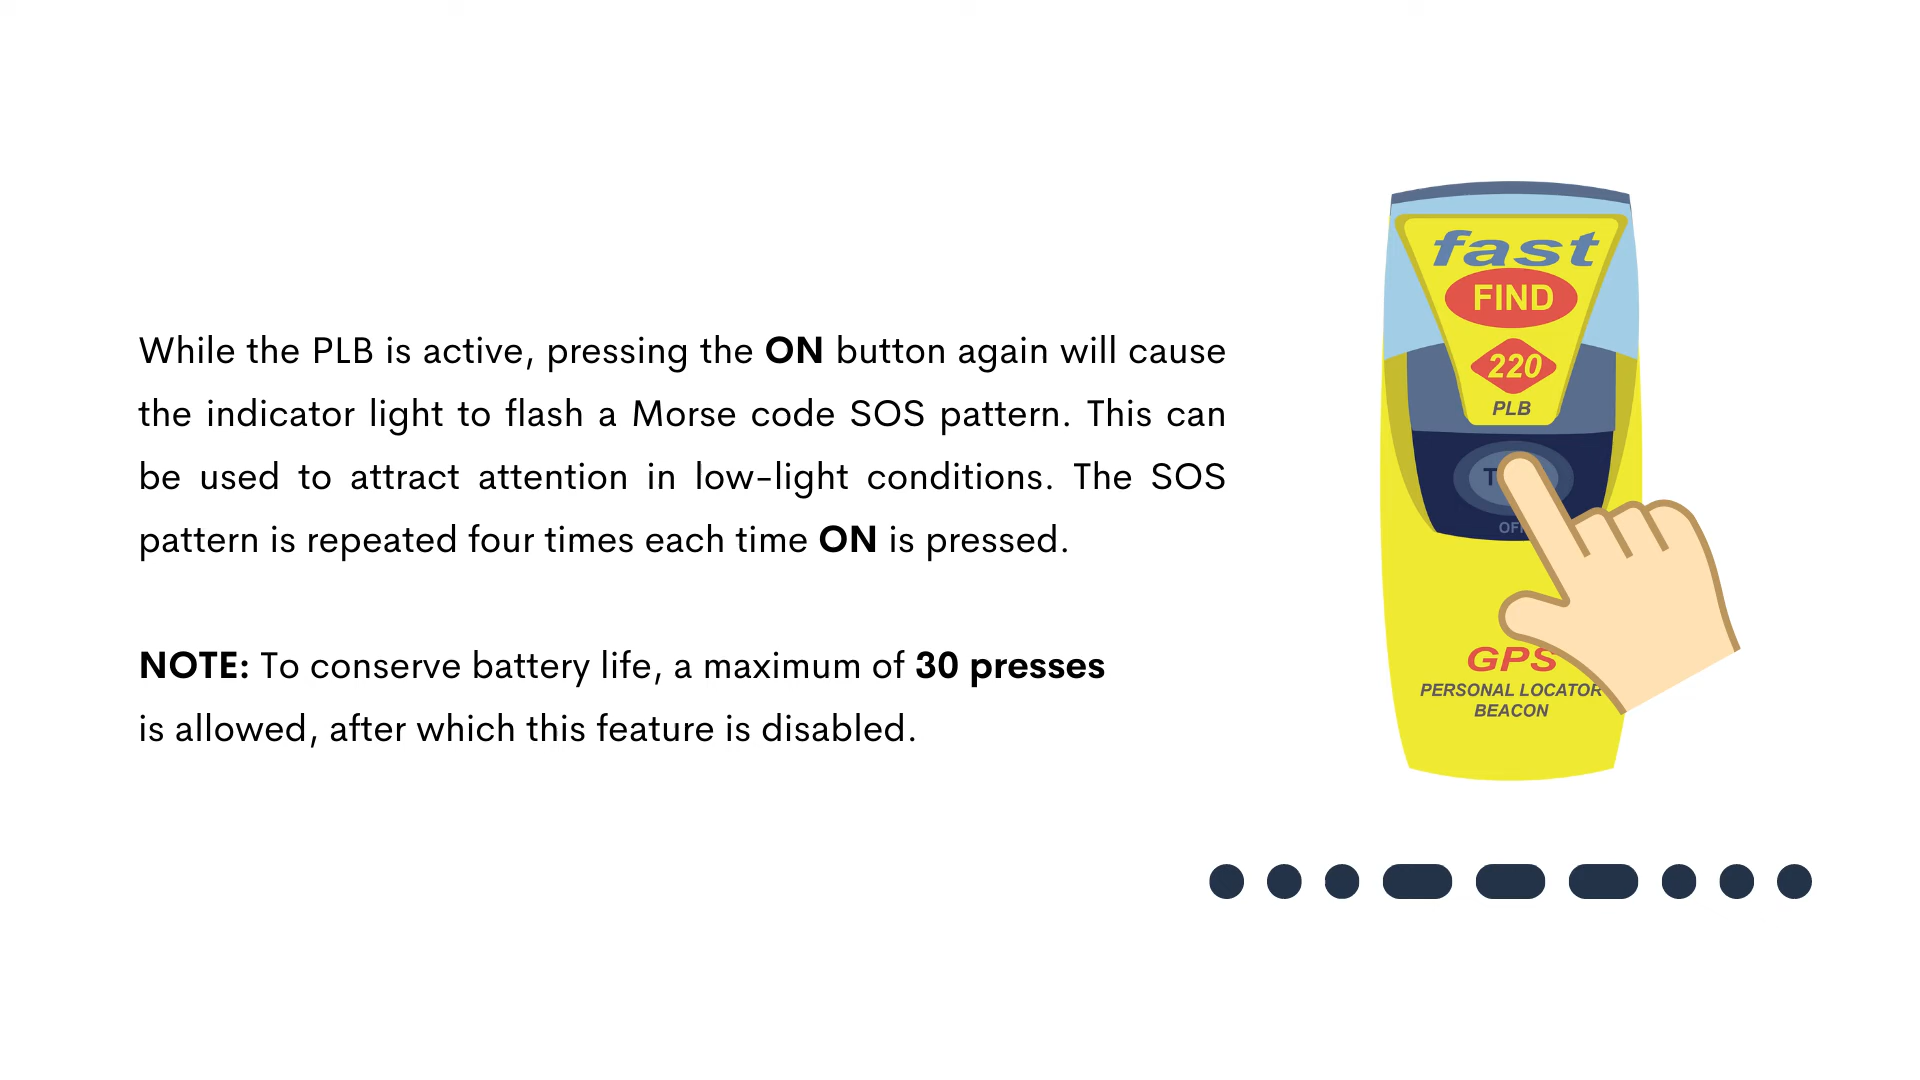 While the PLB is active, pressing the ON button again will cause
the indicator light to flash a Morse code SOS pattern. This can
be used to attract attention in low-light conditions. The SOS
pattern is repeated four times each time ON is pressed.
NOTE: To conserve battery life, a maximum of 30 presses
is allowed, after which this feature is disabled.
fast
FIND
220
PLB
GPS
PERSONAL LOCATOR
BEACON